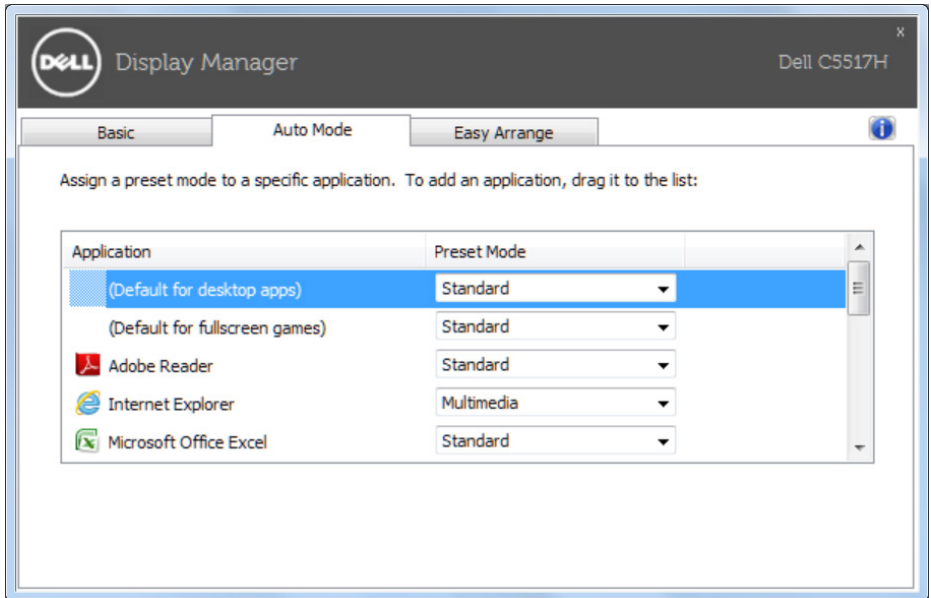 x
DELL Display Manager Dell C5517H
Basic Auto Mode Easy Arrange
Assign a preset mode to a specific application. To add an application, drag it to the list:
Application Preset Mode
(Default for desktop apps) Standard
(Default for fullscreen games) Standard
Adobe Reader Standard
Internet Explorer Multimedia
Microsoft Office Excel Standard